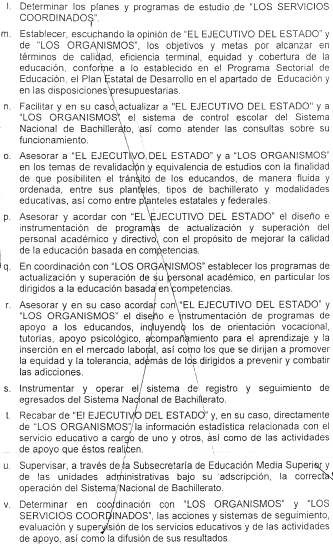 l. Determinar los planes y programas de estudio de "LOS SERVICIOS
COORDINADOS".
m. Establecer, escuchando la opinión de "EL EJECUTIVO DEL ESTADO" y
de "LOS ORGANISMOS", los objetivos y metas por alcanzar en
términos de calidad, eficiencia terminal, equidad y cobertura de la
educación, conforme a lo establecido en el Programa Sectorial de
Educación, el Plan Estatal de Desarrollo en el apartado de Educación y
en las disposiciones presupuestarias.
n. Facilitar y en su caso actualizar a "EL EJECUTIVO DEL ESTADO" y a
"LOS ORGANISMOS" el sistema de control escolar del Sistema
Nacional de Bachillerato, así como atender las consultas sobre su
funcionamiento.
o. Asesorar a "EL EJECUTIVO DEL ESTADO" y a "LOS ORGANISMOS"
en los temas de revalidación y equivalencia de estudios con la finalidad
de que posibiliten el tránsito de los educandos, de manera fluida y
ordenada, entre sus planteles, tipos de bachillerato y modalidades
educativas, así como entre planteles estatales y federales.
p. Asesorar y acordar con "EL EJECUTIVO DEL ESTADO" el diseño e
instrumentación de programas de actualización y superación del
personal académico y directivo, con el propósito de mejorar la calidad
de la educación basada en competencias.
q. En coordinación con "LOS ORGANISMOS" establecer los programas de
actualización y superación de su personal académico, en particular los
dirigidos a la educación basada en competencias.
r. Asesorar y en su caso acordar con "EL EJECUTIVO DEL ESTADO" y
"LOS ORGANISMOS" el diseño e instrumentación de programas de
apoyo a los educandos, incluyendo los de orientación vocacional,
tutorías, apoyo psicológico, acompañamiento para el aprendizaje y la
inserción en el mercado laboral, así como los que se dirijan a promover
la equidad y la tolerancia, además de los dirigidos a prevenir y combatir
las adicciones.
s. Instrumentar y operar el sistema de registro y seguimiento de
egresados del Sistema Nacional de Bachillerato.
t. Recabar de "El EJECUTIVO DEL ESTADO" y, en su caso, directamente
de "LOS ORGANISMOS" la información estadística relacionada con el
servicio educativo a cargo de uno y otros, así como de las actividades
de apoyo que éstos realicen.
u. Supervisar, a través de la Subsecretaría de Educación Media Superior y
de las unidades administrativas bajo su adscripción, la correcta
operación del Sistema Nacional de Bachillerato.
v. Determinar en coordinación con "LOS ORGANISMOS" y "LOS
SERVICIOS COORDINADOS", las acciones y sistemas de seguimiento,
evaluación y supervisión de los servicios educativos y de las actividades
de apoyo, así como la difusión de sus resultados